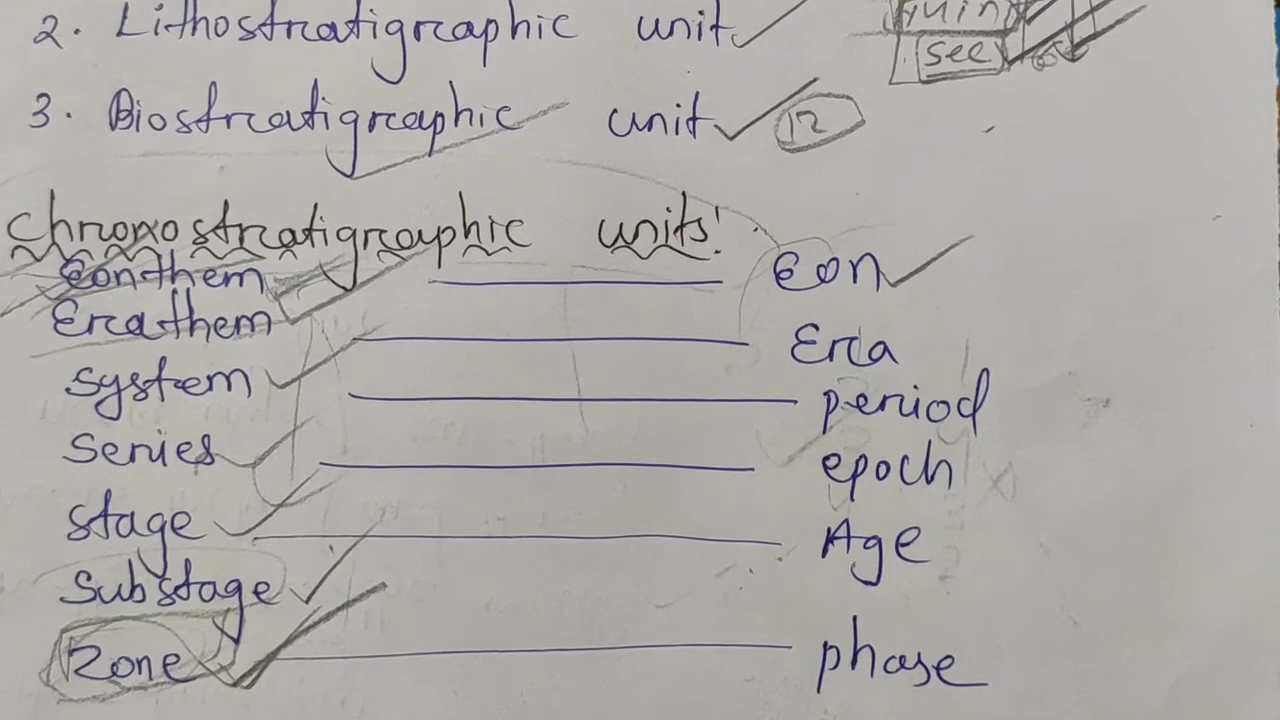 2. Lithostratigraphic unit
see
3. Biostratigraphic unit 12
Chronostratigraphic units:
Eonthem Eon
Erathem Era
System period
Series epoch
Stage Age
Substage
Zone phase